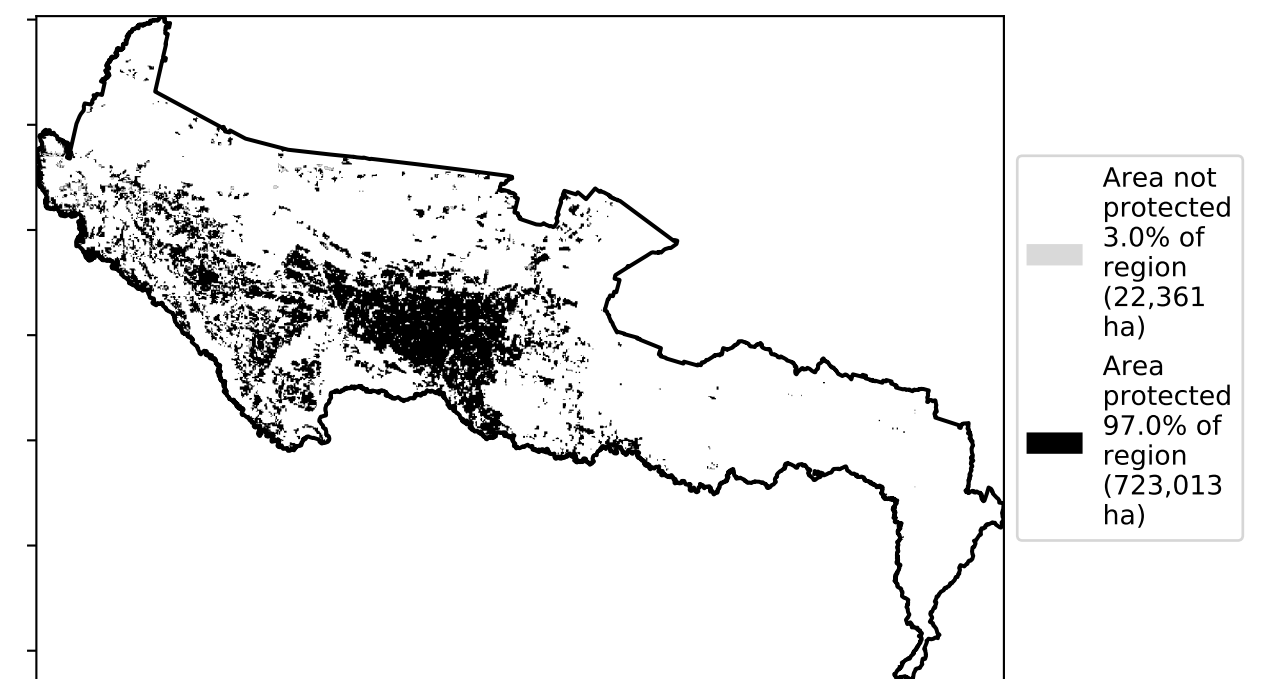 Area not
protected
3.0% of
region
(22,361
ha)
Area
protected
97.0% of
region
(723,013
ha)